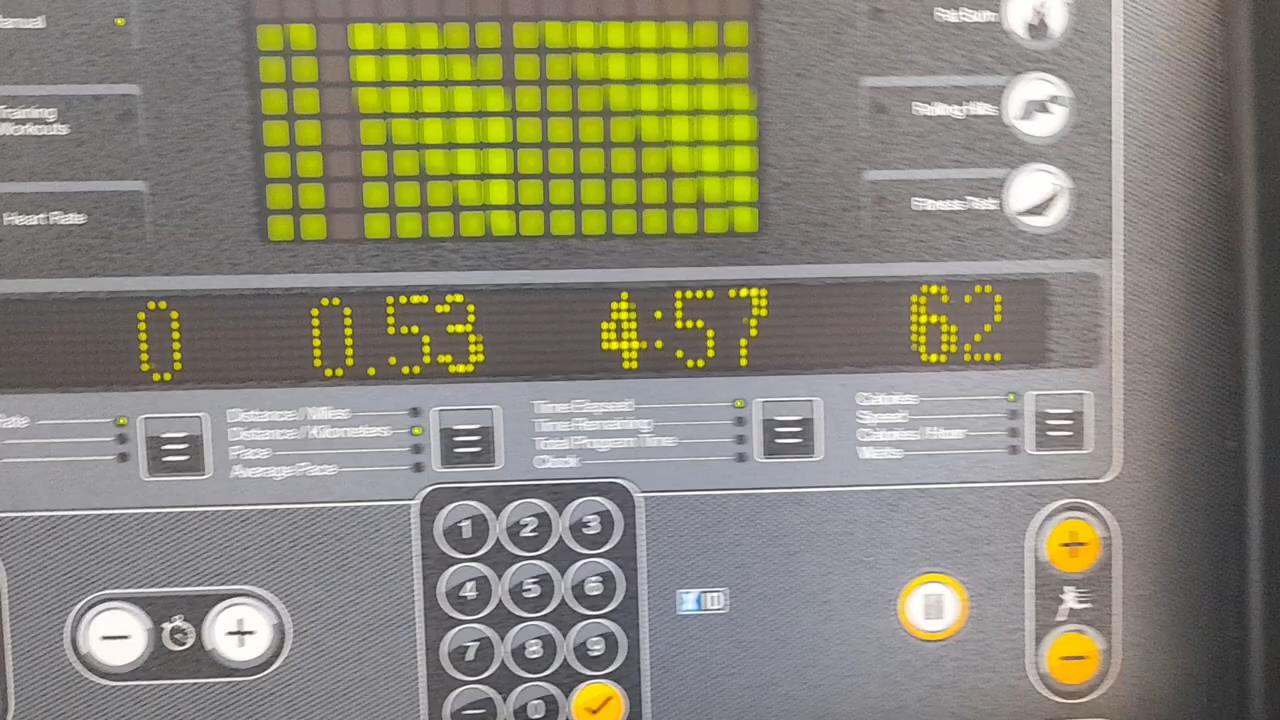 Manual
Fat Burn
Training
Workouts
Rolling Hills
Heart Rate
Fitness Test
0 0.53 4:57 62
Rate
Distance / Miles
Distance / Kilometers
Pace
Average Pace
Time Elapsed
Time Remaining
Total Program Time
Clock
Calories
Speed
Calories / Hour
Watts
1 2 3
4 5 6
7 8 9
0